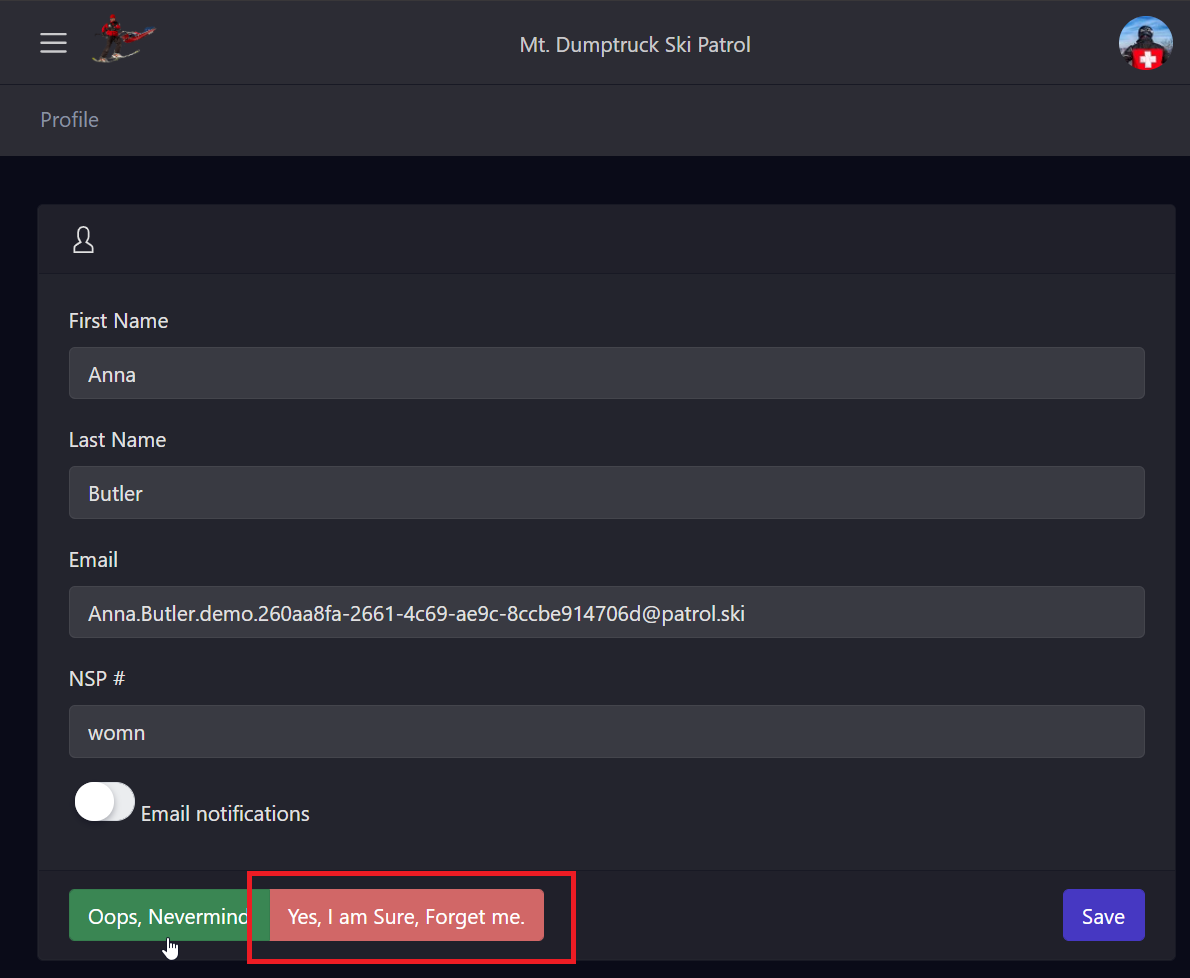 Mt. Dumptruck Ski Patrol
Profile
First Name
Anna
Last Name
Butler
Email
Anna.Butler.demo.260aa8fa-2661-4c69-ae9c-8ccbe914706d@patrol.ski
NSP #
womn
Email notifications
Oops, Nevermind Yes, I am Sure, Forget me. Save